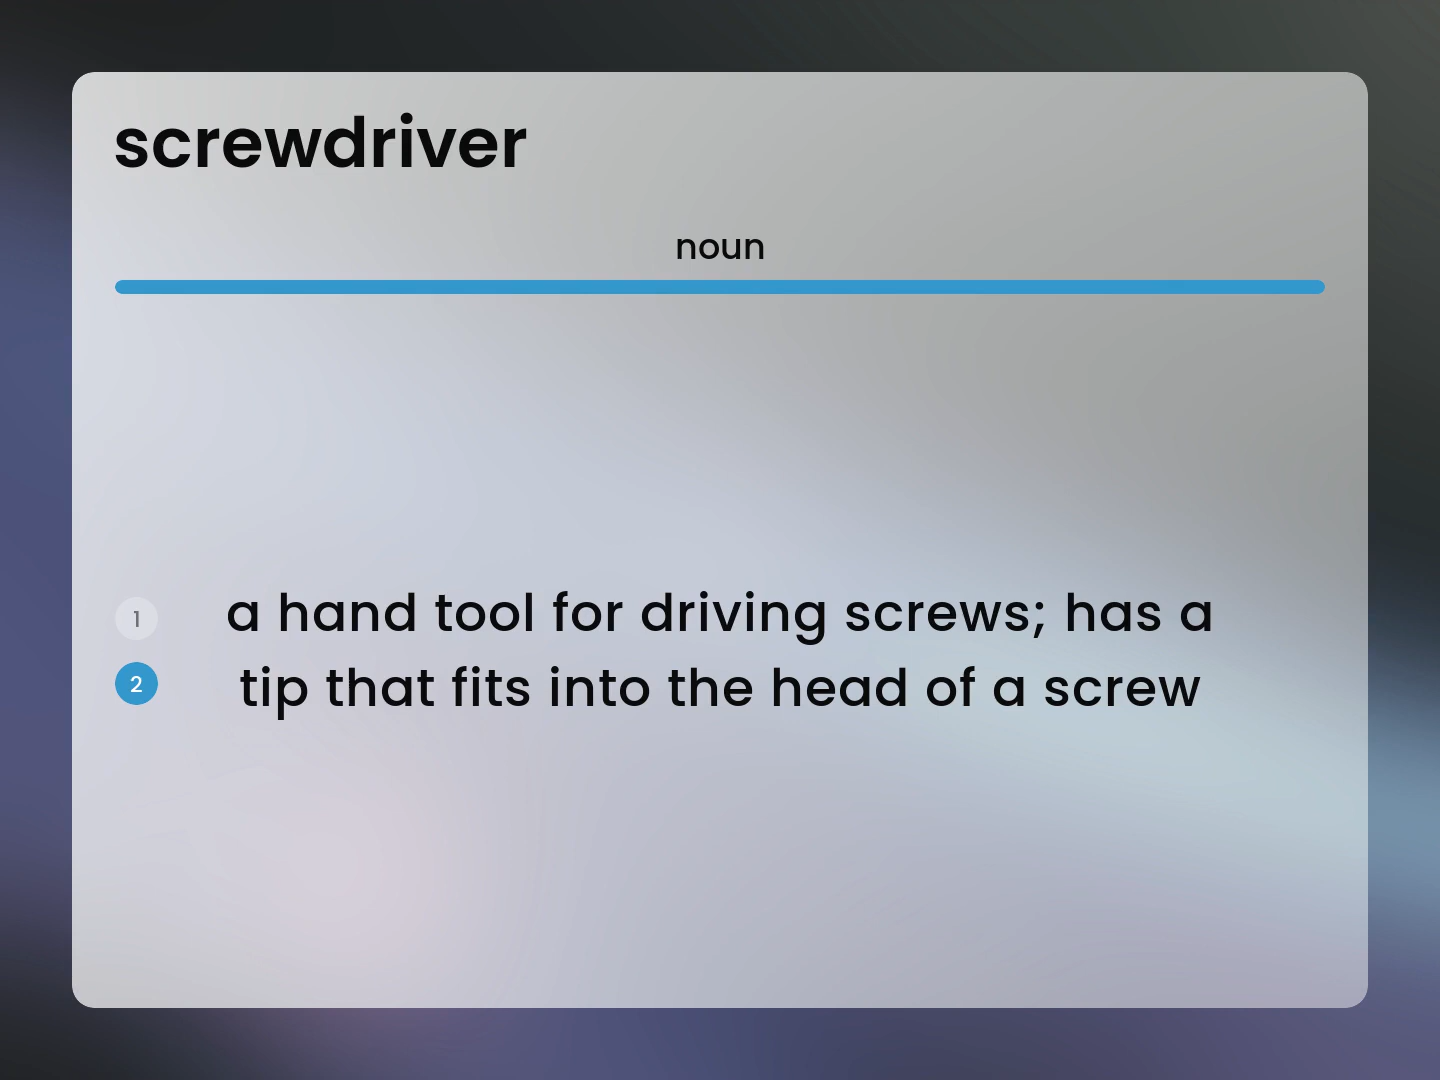 screwdriver
noun
1
2
a hand tool for driving screws; has a
tip that fits into the head of a screw